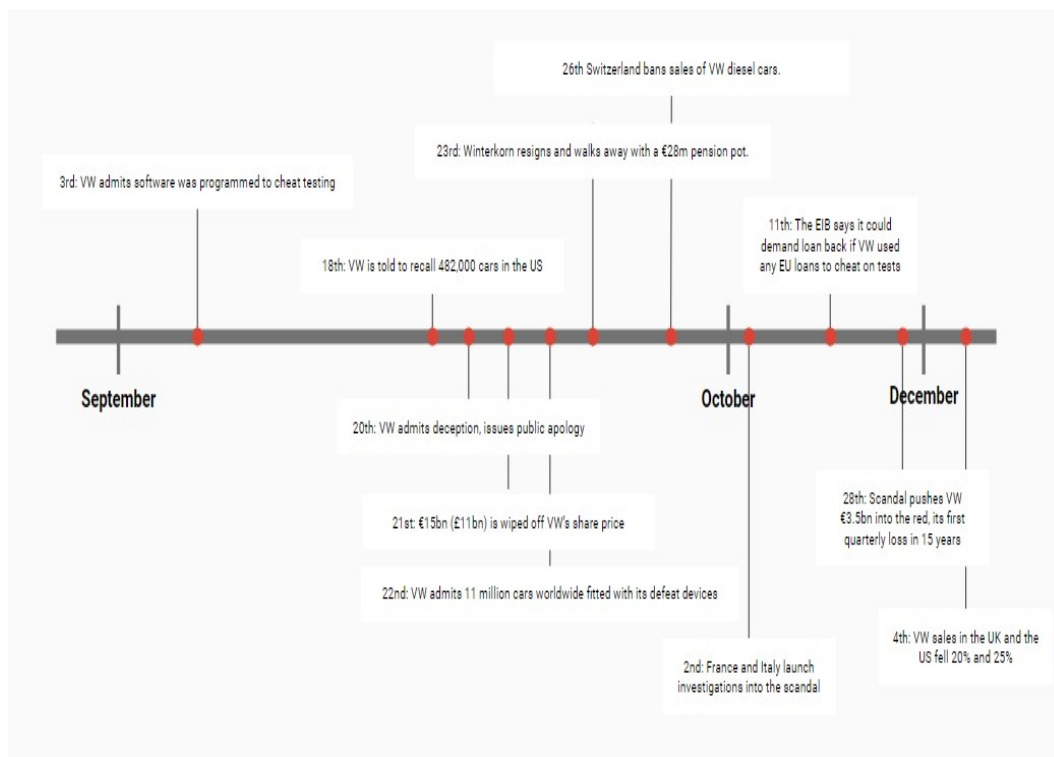 26th Switzerland bans sales of VW diesel cars.
23rd: Winterkorn resigns and walks away with a €28m pension pot.
3rd: VW admits software was programmed to cheat testing
11th: The EIB says it could
demand loan back if VW used
any EU loans to cheat on tests
18th: VW is told to recall 482,000 cars in the US
September
October
December
20th: VW admits deception, issues public apology
21st: €15bn (£11bn) is wiped off VW's share price
22nd: VW admits 11 million cars worldwide fitted with its defeat devices
28th: Scandal pushes VW
€3.5bn into the red, its first
quarterly loss in 15 years
2nd: France and Italy launch
investigations into the scandal
4th: VW sales in the UK and the
US fell 20% and 25%